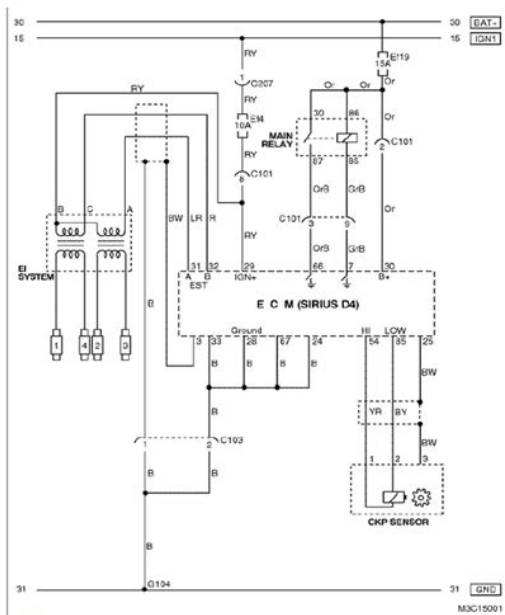 30 30 BAT+
15 15 IGN1
RY
1 C207
RY
10A Ef4
RY
8 C101
RY
RY
Ef19
15A
Or Or
Or
30 86
MAIN
RELAY
87 85
2 C101
Or
OrB GrB
C101 3 9
OrB GrB
B C A
EI
SYSTEM
1 4 2 3
BW LR R
B
31 32 29 66 7 30
A B IGN+ B+
EST
E C M (SIRIUS D4)
Ground HI LOW
3 33 28 67 24 54 85 25
B B B B BW
YR BY
B BW
1 2 C103
B B
1 2 3
CKP SENSOR
B
G104
31 31 GND
M3C15001